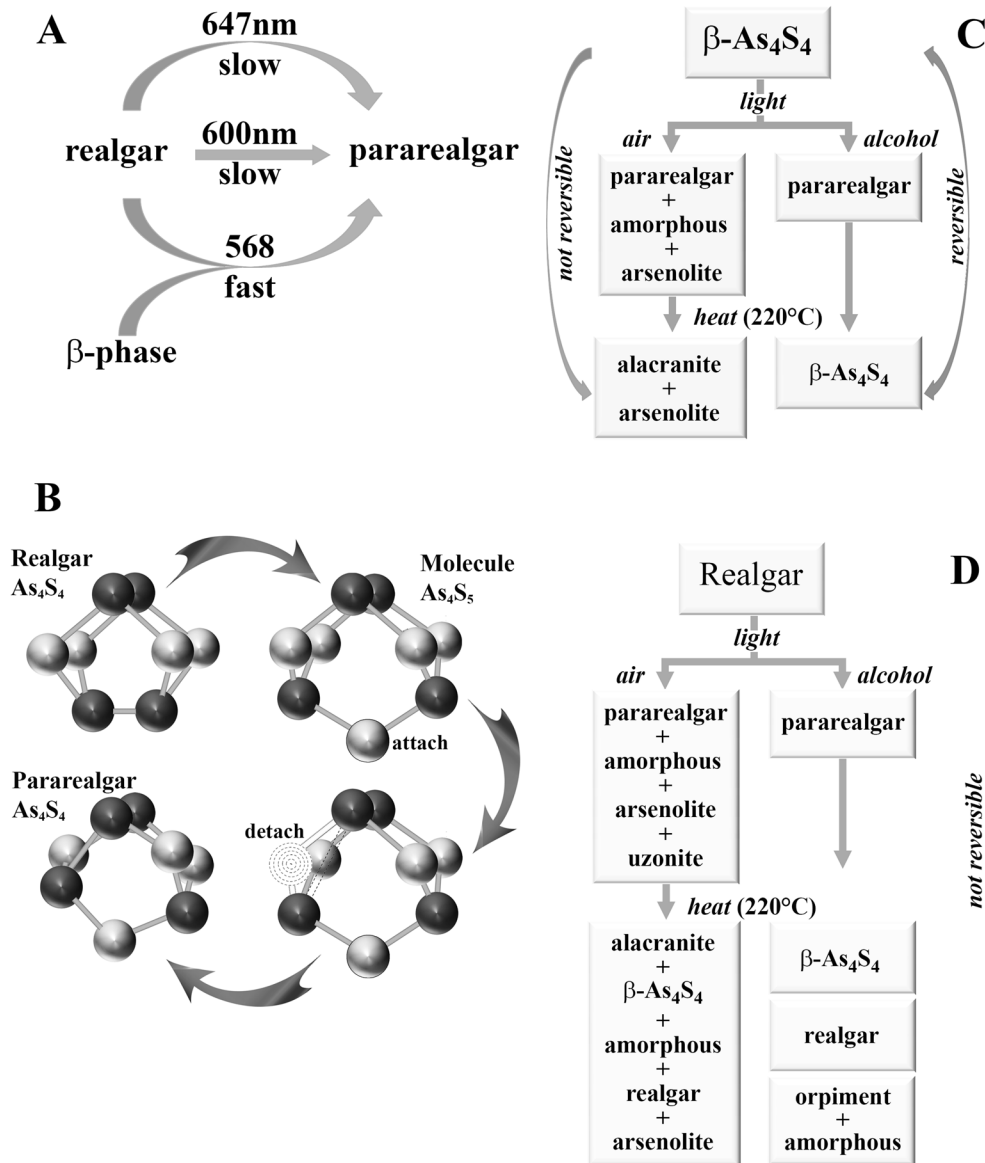 A
647nm
slow
realgar
600nm
slow
pararealgar
568
fast
β-phase
C
β-As₄S₄
light
air
alcohol
pararealgar
+
amorphous
+
arsenolite
pararealgar
not reversible
reversible
heat (220°C)
alacranite
+
arsenolite
β-As₄S₄
B
Realgar
As₄S₄
Molecule
As₄S₅
attach
Pararealgar
As₄S₄
detach
D
Realgar
light
air
alcohol
pararealgar
+
amorphous
+
arsenolite
+
uzonite
pararealgar
not reversible
heat (220°C)
alacranite
+
β-As₄S₄
+
amorphous
+
realgar
+
arsenolite
β-As₄S₄
realgar
orpiment
+
amorphous